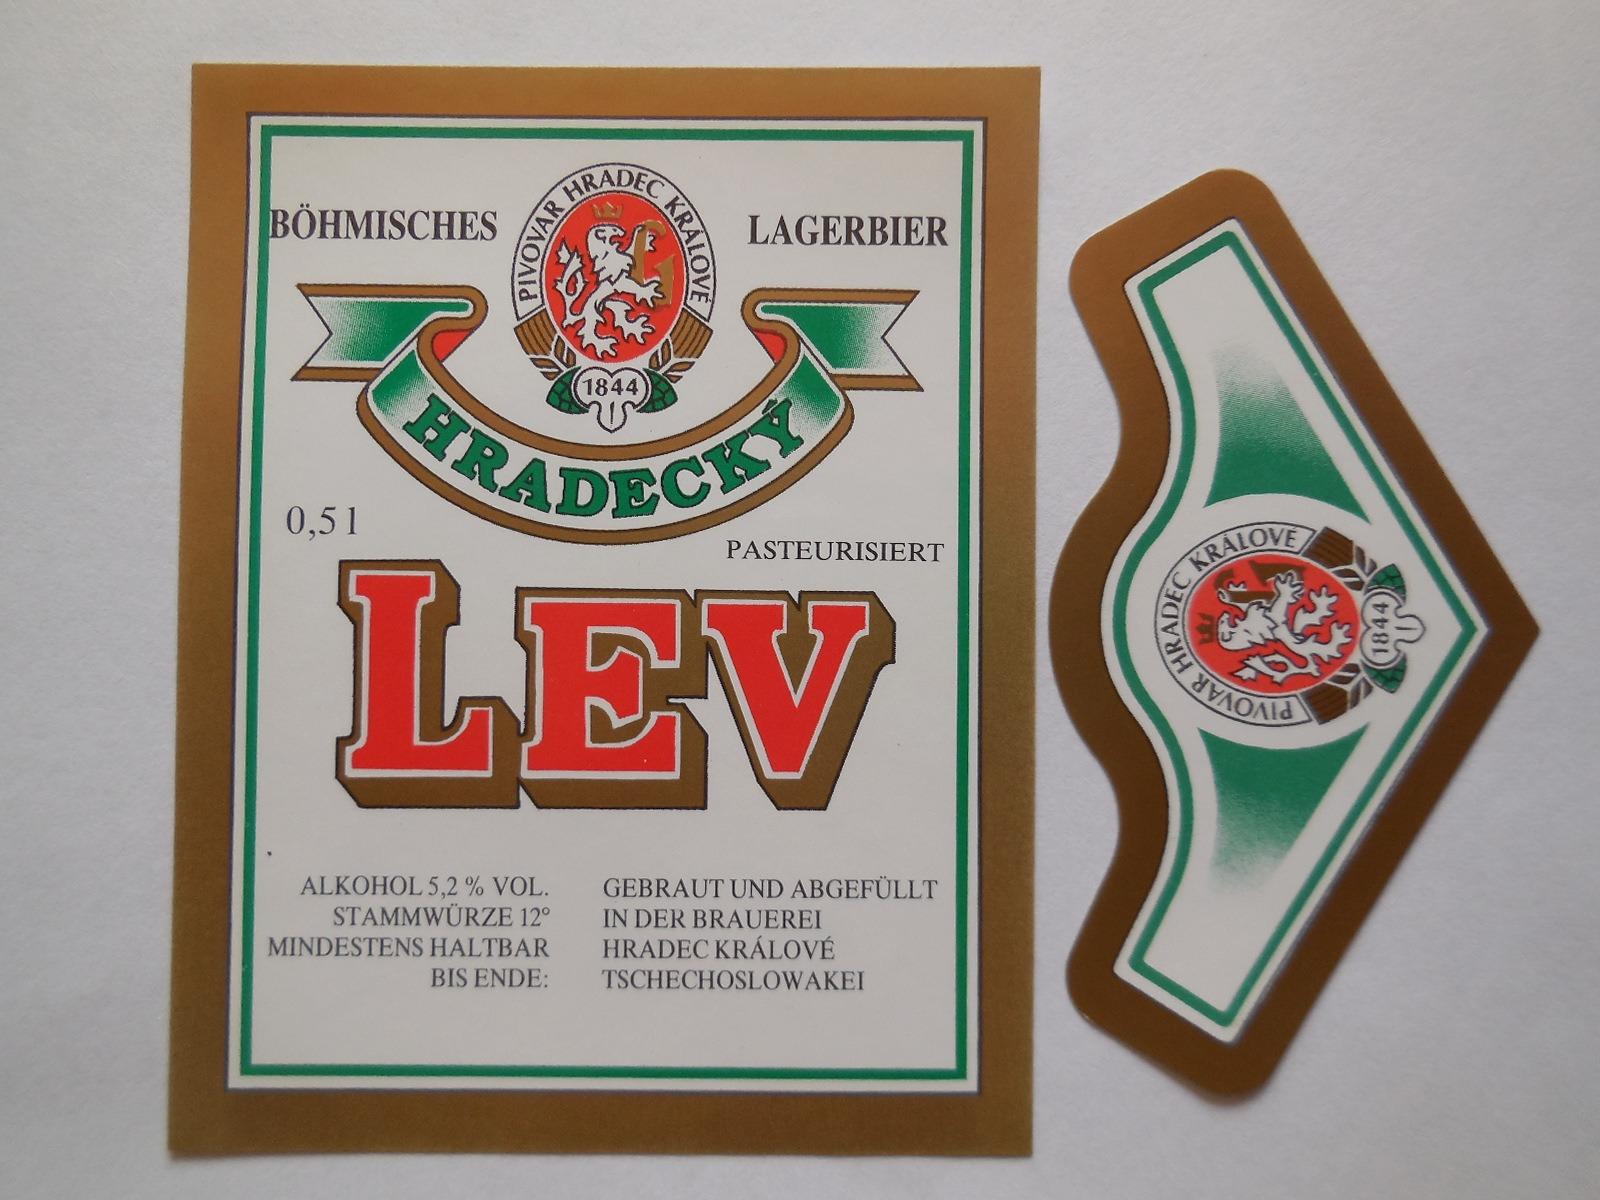 BÖHMISCHES LAGERBIER
PIVOVAR HRADEC KRÁLOVÉ
1844
HRADECKÝ
0,5 l
PASTEURISIERT
LEV
ALKOHOL 5,2 % VOL.
STAMMWÜRZE 12°
MINDESTENS HALTBAR
BIS ENDE:
GEBRAUT UND ABGEFÜLLT
IN DER BRAUEREI
HRADEC KRÁLOVÉ
TSCHECHOSLOWAKEI
PIVOVAR HRADEC KRÁLOVÉ
1844